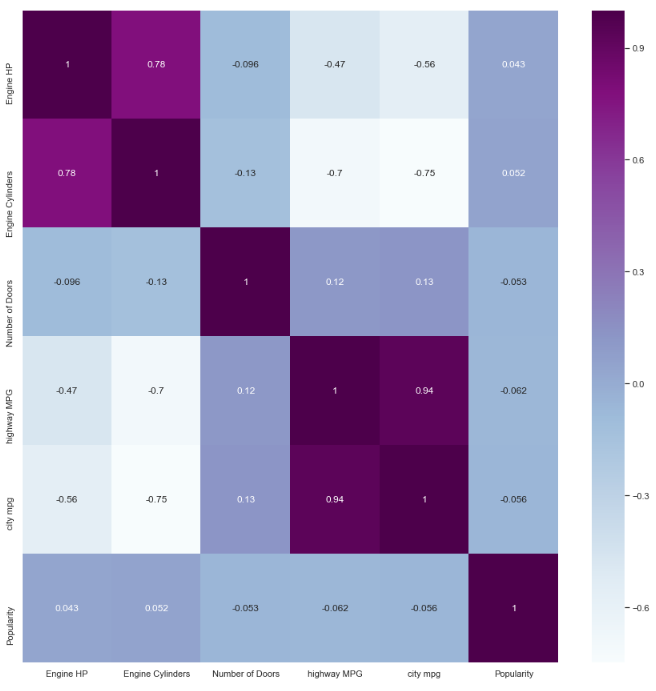 Engine HP 1 0.78 -0.096 -0.47 -0.56 0.043
Engine Cylinders 0.78 1 -0.13 -0.7 -0.75 0.052
Number of Doors -0.096 -0.13 1 0.12 0.13 -0.053
highway MPG -0.47 -0.7 0.12 1 0.94 -0.062
city mpg -0.56 -0.75 0.13 0.94 1 -0.056
Popularity 0.043 0.052 -0.053 -0.062 -0.056 1
Engine HP Engine Cylinders Number of Doors highway MPG city mpg Popularity
0.9
0.6
0.3
0.0
−0.3
−0.6